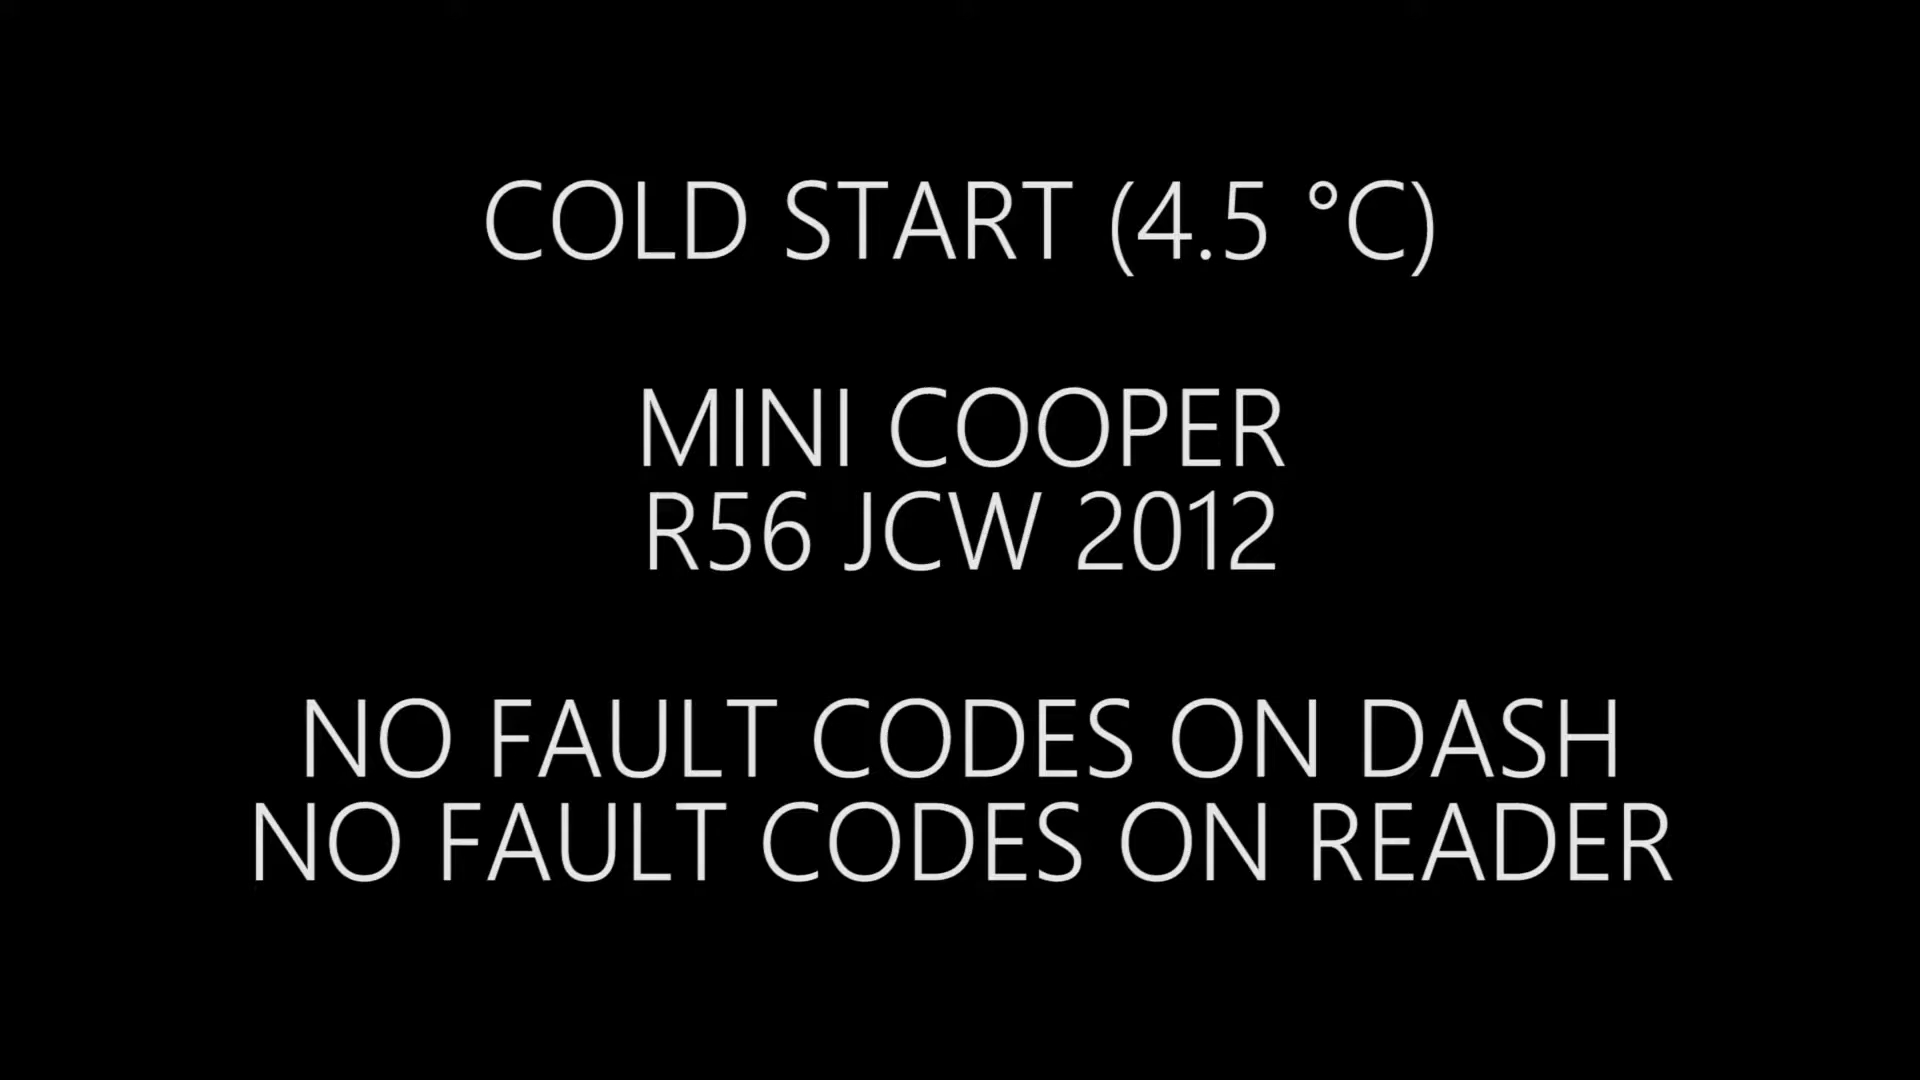 COLD START (4.5 °C)
MINI COOPER
R56 JCW 2012
NO FAULT CODES ON DASH
NO FAULT CODES ON READER